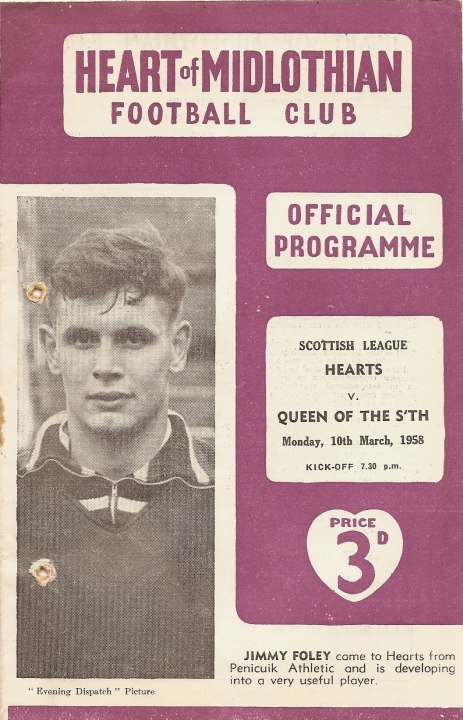 HEART of MIDLOTHIAN
FOOTBALL CLUB
OFFICIAL
PROGRAMME
SCOTTISH LEAGUE
HEARTS
v.
QUEEN OF THE S'TH
Monday, 10th March, 1958
KICK-OFF 7.30 p.m.
PRICE
3D
JIMMY FOLEY came to Hearts from
Penicuik Athletic and is developing
into a very useful player.
" Evening Dispatch " Picture